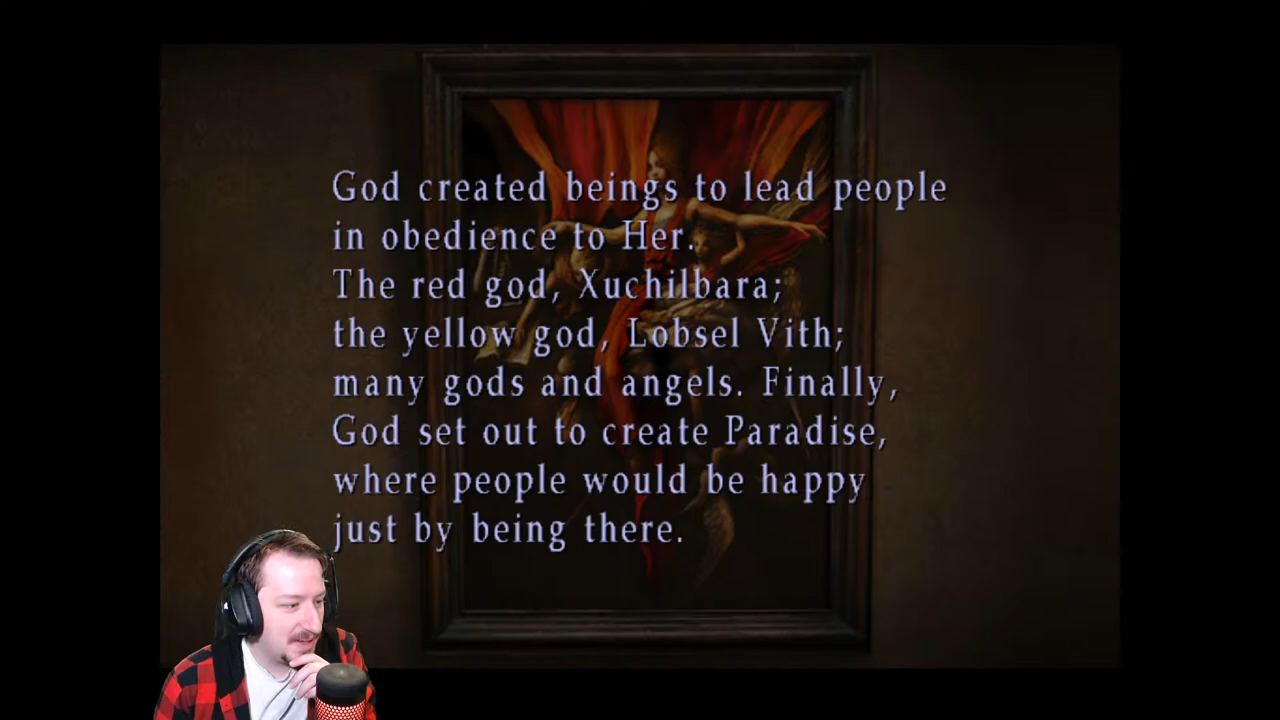 God created beings to lead people
in obedience to Her.
The red god, Xuchilbara;
the yellow god, Lobsel Vith;
many gods and angels. Finally,
God set out to create Paradise,
where people would be happy
just by being there.